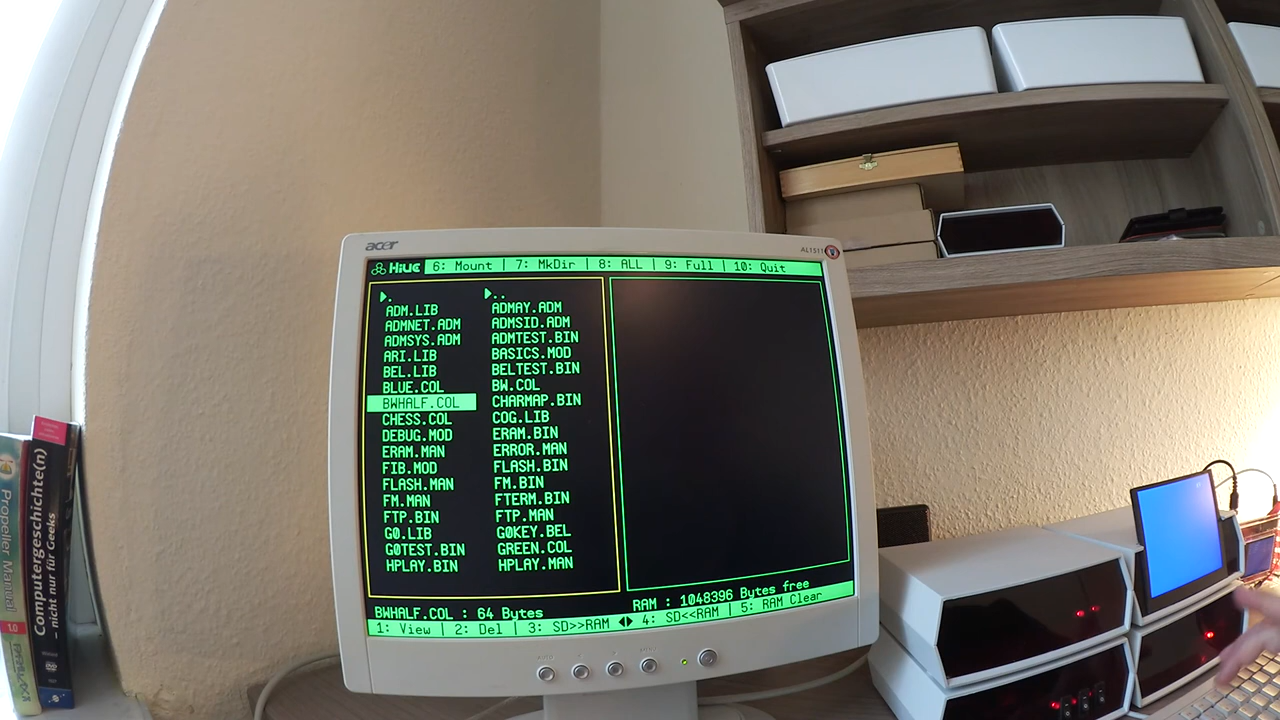 acer
AL1511
Hive 6: Mount | 7: MkDir | 8: ALL | 9: Full | 10: Quit
. ..
ADM.LIB ADMAY.ADM
ADMNET.ADM ADMSID.ADM
ADMSYS.ADM ADMTEST.BIN
ARI.LIB BASICS.MOD
BEL.LIB BELTEST.BIN
BLUE.COL BW.COL
BWHALF.COL CHARMAP.BIN
CHESS.COL COG.LIB
DEBUG.MOD ERAM.BIN
ERAM.MAN ERROR.MAN
FIB.MOD FLASH.BIN
FLASH.MAN FM.BIN
FM.MAN FTERM.BIN
FTP.BIN FTP.MAN
G0.LIB G0KEY.BEL
G0TEST.BIN GREEN.COL
HPLAY.BIN HPLAY.MAN
BWHALF.COL : 64 Bytes RAM : 1048396 Bytes free
1: View | 2: Del | 3: SD>>RAM 4: SD<<RAM | 5: RAM Clear
AUTO MENU
Propeller Manual
1.0
PARALLAX
Computergeschichte(n)
– nicht nur für Geeks